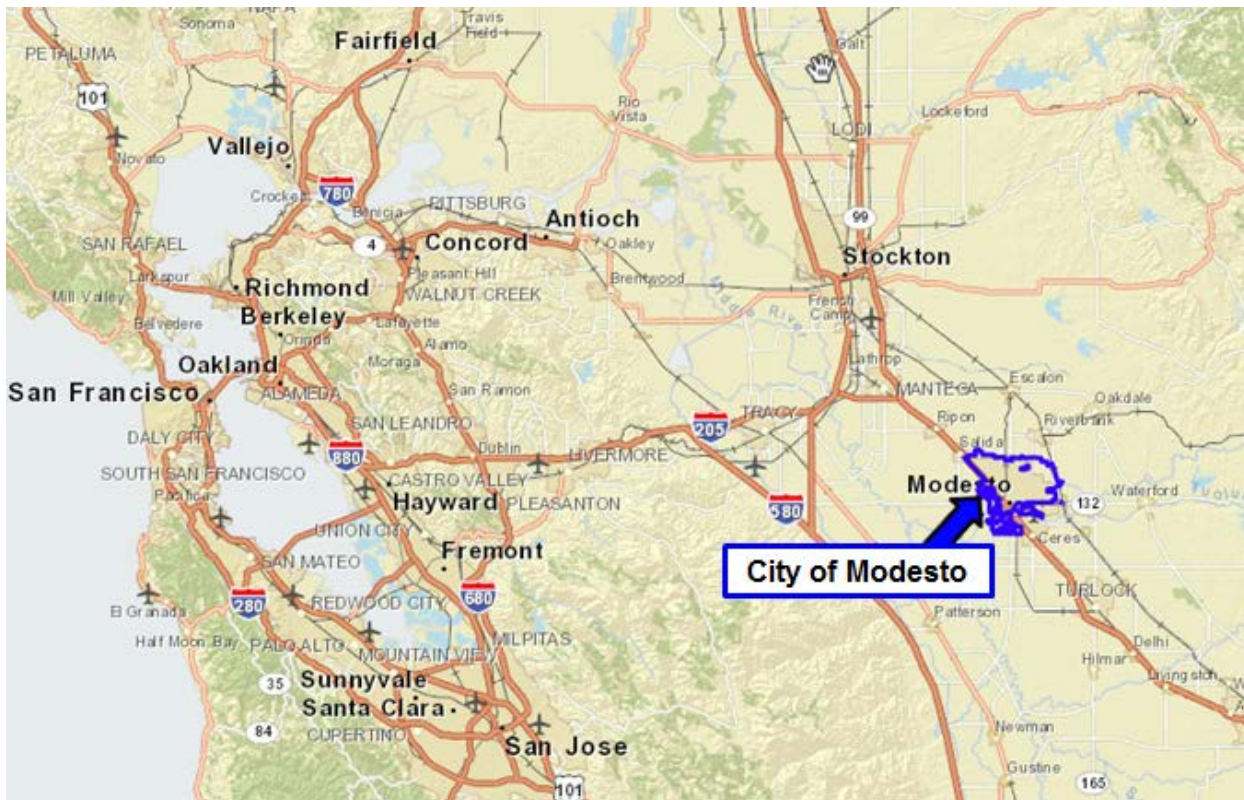 NAPA
Sonoma
Travis
Field
Fairfield
Galt
PETALUMA
101
Rio
Vista
Lockeford
LODI
Novato
Vallejo
780
Crocket
Benicia
PITTSBURG
Antioch
99
SAN RAFAEL
4
Concord
Oakley
Stockton
Larkspur
Pleasant Hill
Brentwood
Mill Valley
Richmond
WALNUT CREEK
Middle River
French
Camp
Belvedere
Berkeley
Lafayette
Orinda
Alamo
Lathrop
Oakland
Moraga
San Francisco
ALAMEDA
San Ramon
MANTECA
Escalon
Oakdale
SAN LEANDRO
205
TRACY
Ripon
Riverbank
DALY CITY
880
Dublin
LIVERMORE
Salida
SOUTH SAN FRANCISCO
CASTRO VALLEY
Modesto
Waterford
Pacifica
Hayward
PLEASANTON
580
132
UNION CITY
Ceres
SAN MATEO
Fremont
City of Modesto
280
REDWOOD CITY
680
TURLOCK
El Granada
Patterson
Half Moon Bay
PALO ALTO
MOUNTAIN VIEW
MILPITAS
Delhi
Hilmar
35
Sunnyvale
Livingston
Santa Clara
84
CUPERTINO
San Jose
Newman
Gustine
101
165